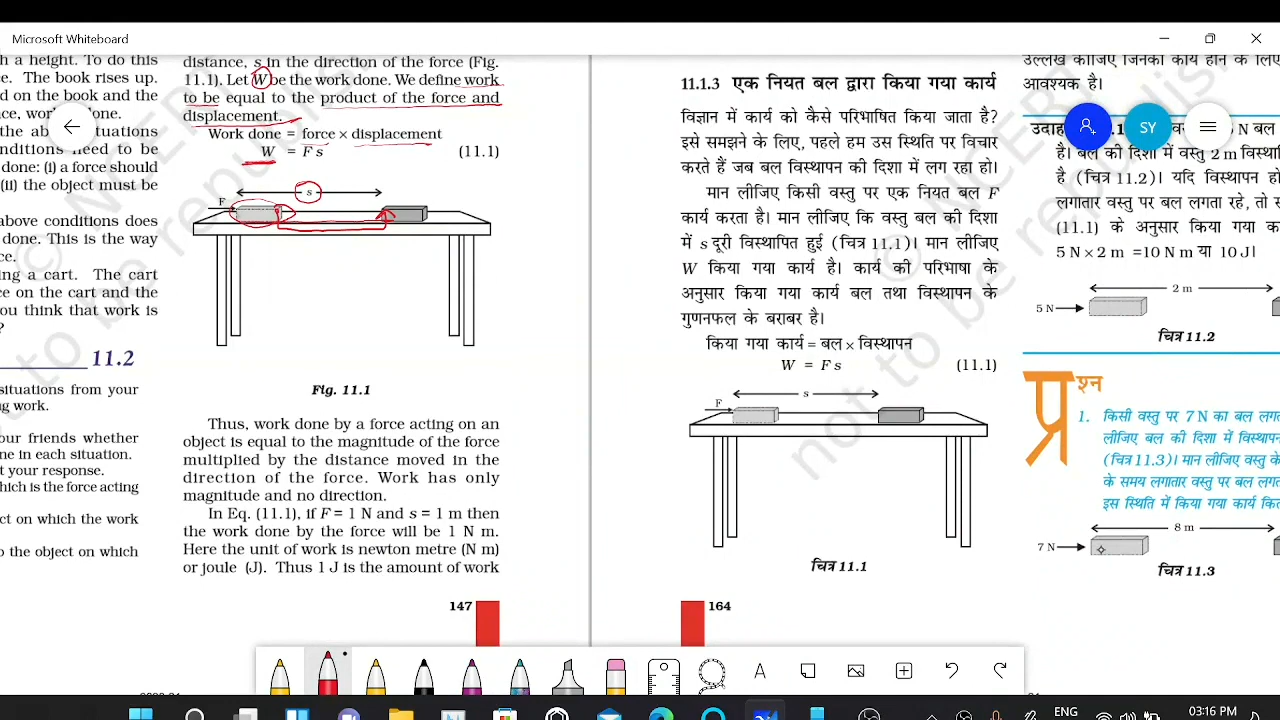 Microsoft Whiteboard
h a height. To do this
e. The book rises up.
d on the book and the
nce, work done.
the above situations
nditions need to be
done: (i) a force should
(ii) the object must be
above conditions does
done. This is the way
ce.
ing a cart. The cart
ce on the cart and the
ou think that work is
?
11.2
situations from your
ng work.
our friends whether
ne in each situation.
t your response.
hich is the force acting
ct on which the work
o the object on which
distance, s in the direction of the force (Fig.
11.1). Let W be the work done. We define work
to be equal to the product of the force and
displacement.
Work done = force × displacement
W = F s (11.1)
s
F
Fig. 11.1
Thus, work done by a force acting on an
object is equal to the magnitude of the force
multiplied by the distance moved in the
direction of the force. Work has only
magnitude and no direction.
In Eq. (11.1), if F = 1 N and s = 1 m then
the work done by the force will be 1 N m.
Here the unit of work is newton metre (N m)
or joule (J). Thus 1 J is the amount of work
147
11.1.3 एक नियत बल द्वारा किया गया कार्य
विज्ञान में कार्य को कैसे परिभाषित किया जाता है?
इसे समझने के लिए, पहले हम उस स्थिति पर विचार
करते हैं जब बल विस्थापन की दिशा में लग रहा हो।
मान लीजिए किसी वस्तु पर एक नियत बल F
कार्य करता है। मान लीजिए कि वस्तु बल की दिशा
में s दूरी विस्थापित हुई (चित्र 11.1)। मान लीजिए
W किया गया कार्य है। कार्य की परिभाषा के
अनुसार किया गया कार्य बल तथा विस्थापन के
गुणनफल के बराबर है।
किया गया कार्य = बल × विस्थापन
W = F s (11.1)
s
F
चित्र 11.1
164
उल्लेख कीजिए जिनका कार्य होने के लिए
आवश्यक है।
SY
N बल
है। बल की दिशा में वस्तु 2 m विस्था
है (चित्र 11.2)। यदि विस्थापन हो
लगातार वस्तु पर बल लगता रहे, तो
(11.1) के अनुसार किया गया क
5 N × 2 m = 10 N m या 10 J।
2 m
5 N
चित्र 11.2
प्रश्न
1. किसी वस्तु पर 7 N का बल लग
लीजिए बल की दिशा में विस्थाप
(चित्र 11.3)। मान लीजिए वस्तु के
के समय लगातार वस्तु पर बल लग
इस स्थिति में किया गया कार्य कि
8 m
7 N
चित्र 11.3
not to be republished
© NCERT
A
ENG
03:16 PM